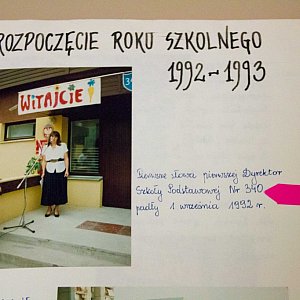 ROZPOCZĘCIE ROKU SZKOLNEGO
1992-1993
WITAJCIE!
Pierwsze słowa pierwszej Dyrektor
Szkoły Podstawowej Nr 340
padły 1 września 1992 r.